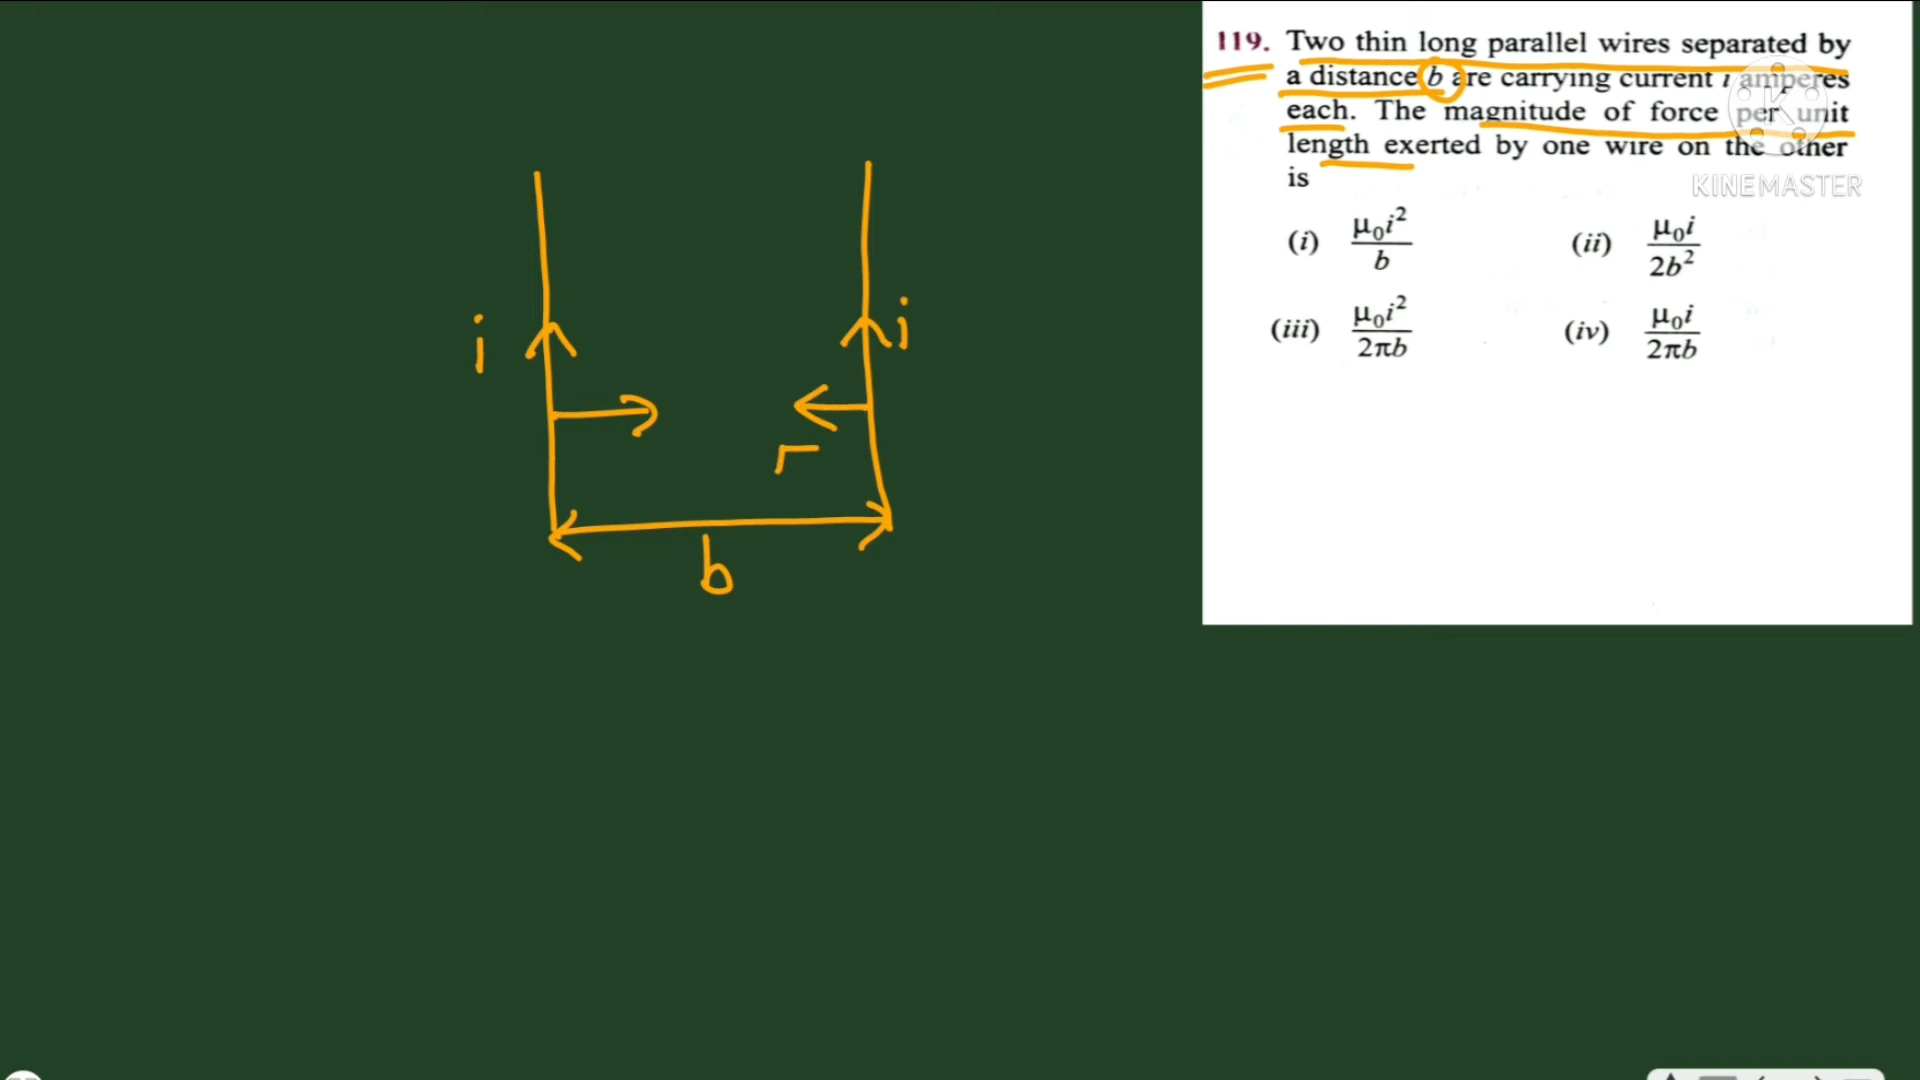 119. Two thin long parallel wires separated by
a distance b are carrying current i amperes
each. The magnitude of force per unit
length exerted by one wire on the other
is
KINEMASTER
(i) μ₀i²/b (ii) μ₀i/2b²
(iii) μ₀i²/2πb (iv) μ₀i/2πb
i i
b